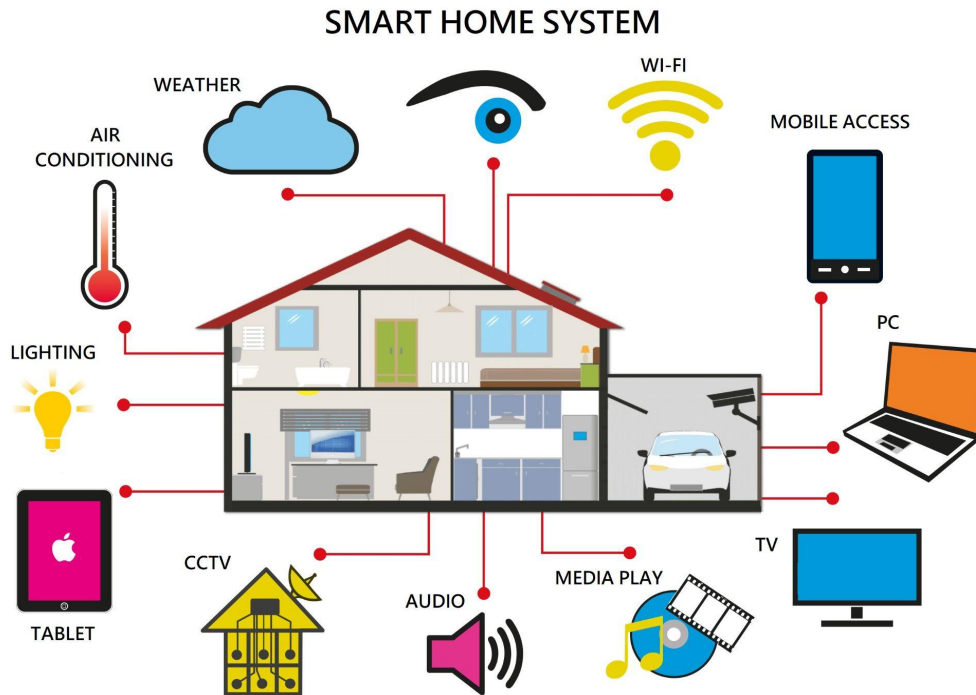 SMART HOME SYSTEM
WEATHER
WI-FI
MOBILE ACCESS
AIR
CONDITIONING
PC
LIGHTING
TV
CCTV
MEDIA PLAY
AUDIO
TABLET